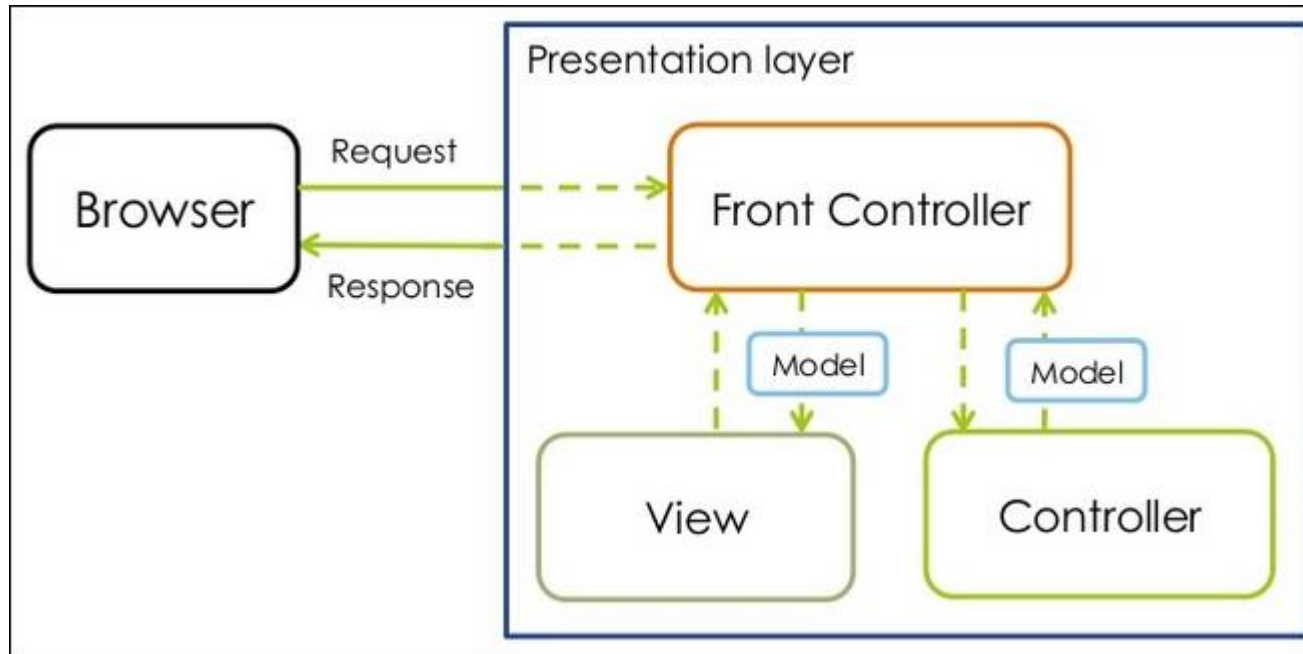 Presentation layer
Browser
Request
Response
Front Controller
Model
Model
View
Controller